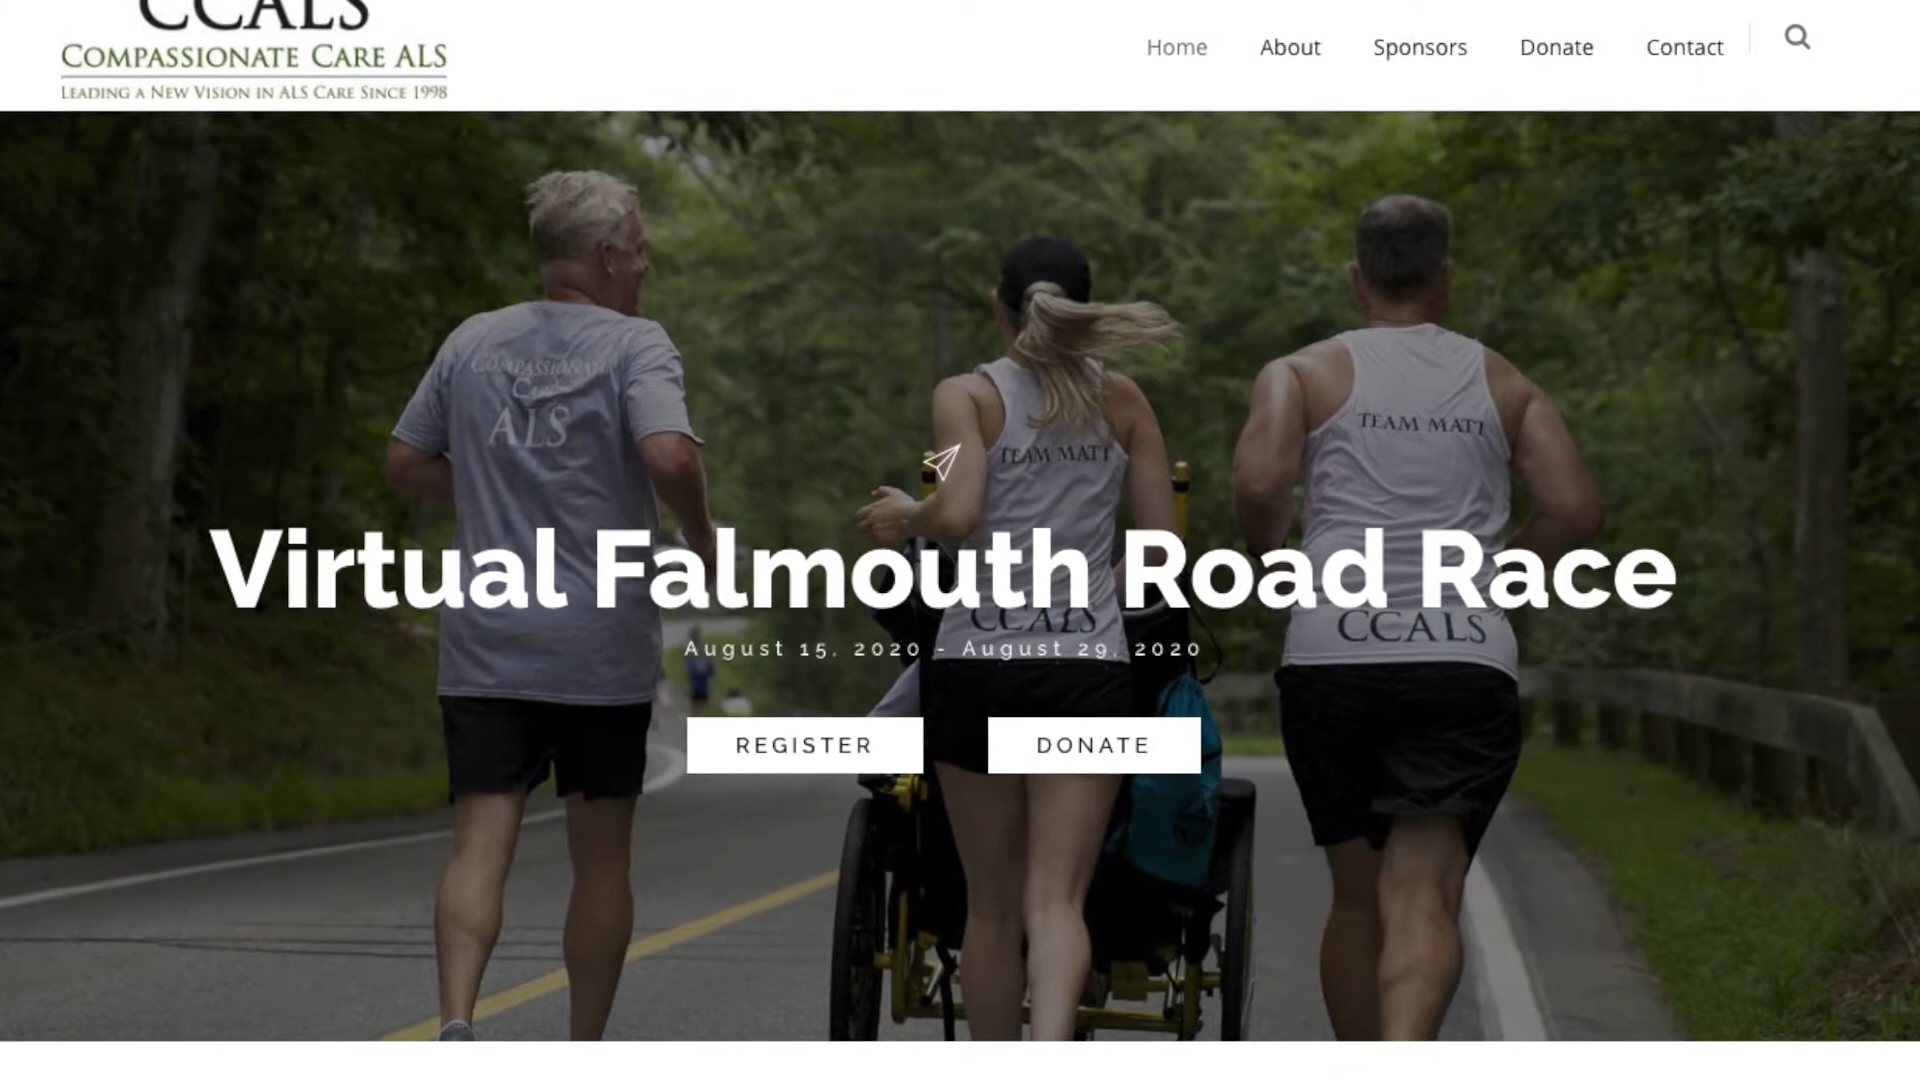 CCALS
COMPASSIONATE CARE ALS
LEADING A NEW VISION IN ALS CARE SINCE 1998
Home
About
Sponsors
Donate
Contact
COMPASSIONATE
Care
ALS
TEAM MATT
TEAM MATT
Virtual Falmouth Road Race
CCALS
CCALS
August 15, 2020 - August 29, 2020
REGISTER
DONATE